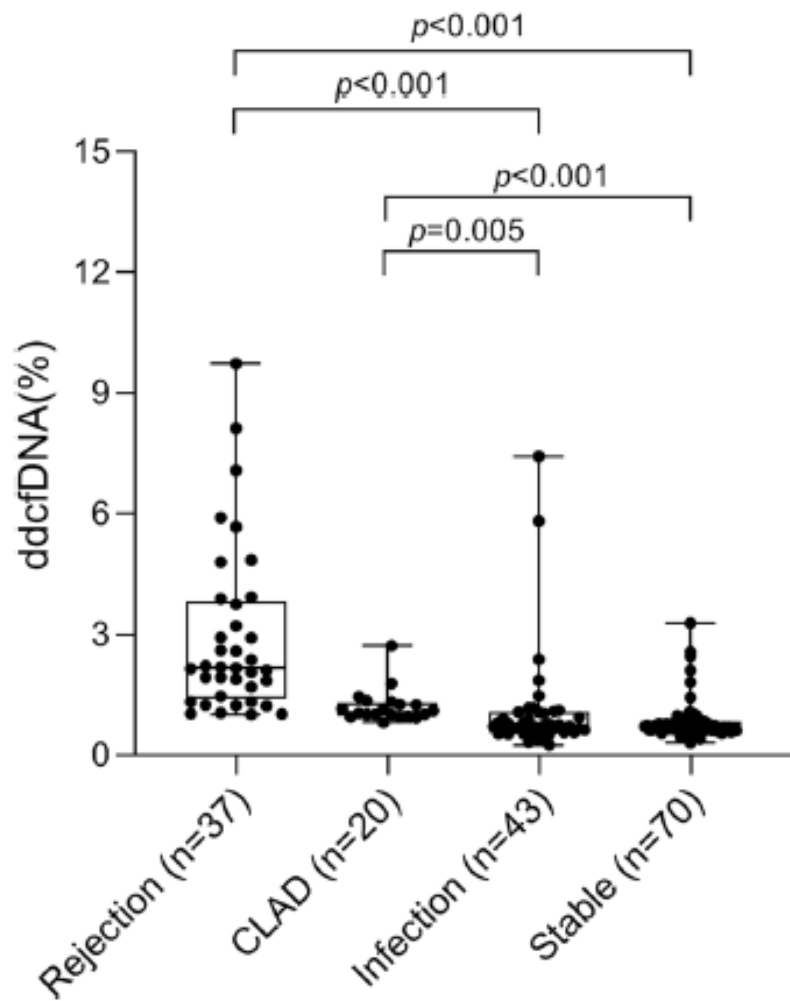 p<0.001
p<0.001
15
p<0.001
p=0.005
12
9
6
3
0
ddcfDNA(%)
Rejection (n=37)
CLAD (n=20)
Infection (n=43)
Stable (n=70)